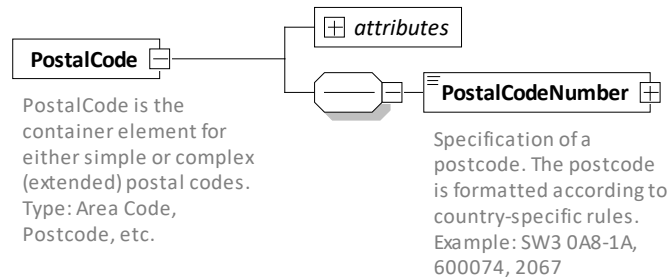 attributes
PostalCode
PostalCode is the
container element for
either simple or complex
(extended) postal codes.
Type: Area Code,
Postcode, etc.
PostalCodeNumber
Specification of a
postcode. The postcode
is formatted according to
country-specific rules.
Example: SW3 0A8-1A,
600074, 2067